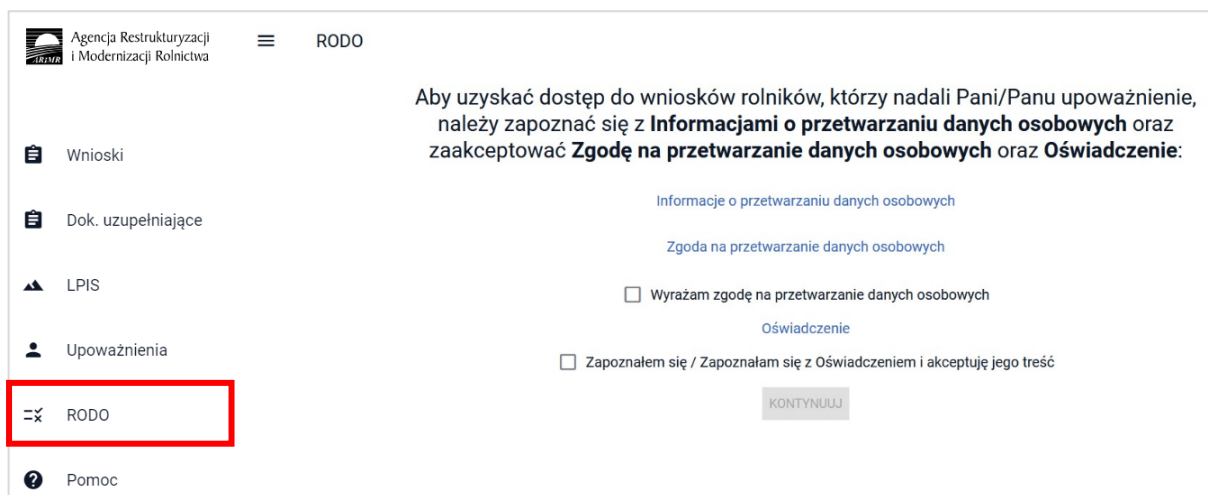 Agencja Restrukturyzacji
i Modernizacji Rolnictwa
ARiMR
RODO
Wnioski
Dok. uzupełniające
LPIS
Upoważnienia
RODO
Pomoc
Aby uzyskać dostęp do wniosków rolników, którzy nadali Pani/Panu upoważnienie,
należy zapoznać się z Informacjami o przetwarzaniu danych osobowych oraz
zaakceptować Zgodę na przetwarzanie danych osobowych oraz Oświadczenie:
Informacje o przetwarzaniu danych osobowych
Zgoda na przetwarzanie danych osobowych
Wyrażam zgodę na przetwarzanie danych osobowych
Oświadczenie
Zapoznałem się / Zapoznałam się z Oświadczeniem i akceptuję jego treść
KONTYNUUJ